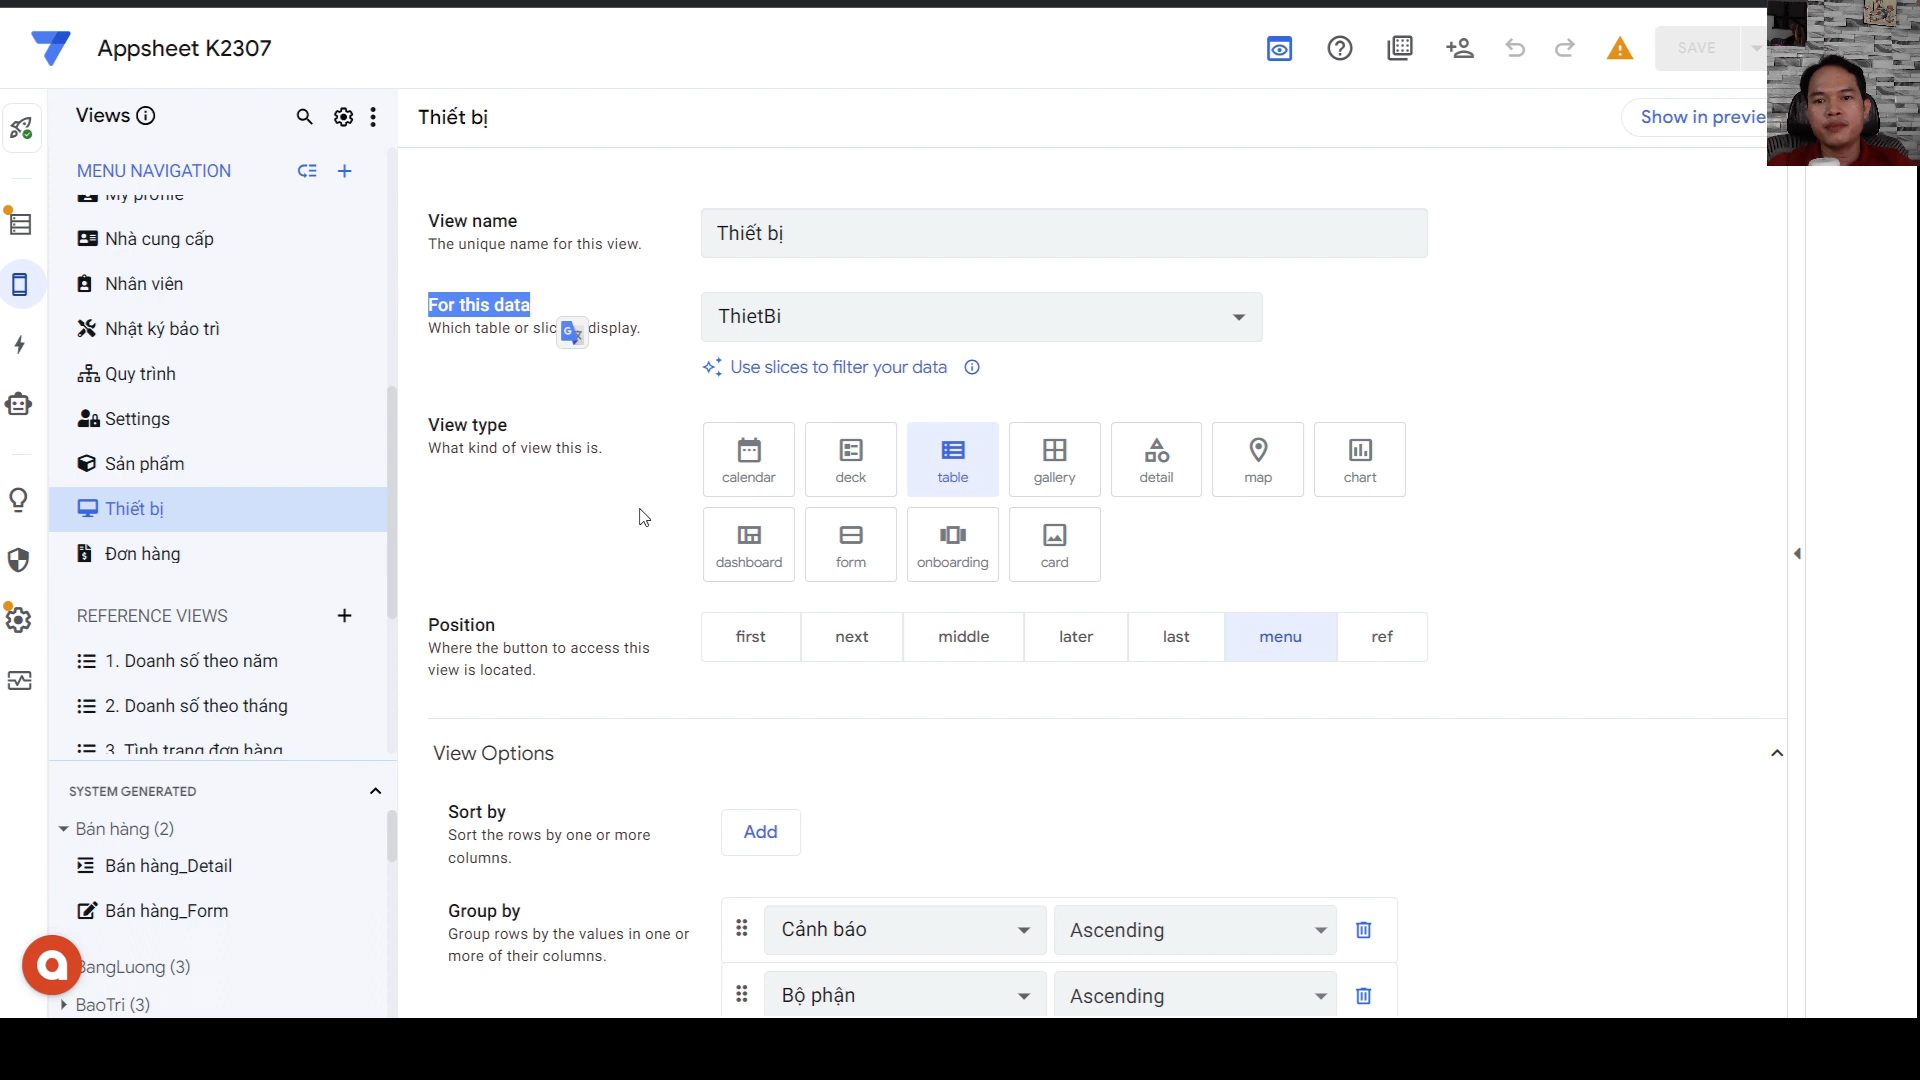 Appsheet K2307
SAVE
Views
Thiết bị
Show in previe
MENU NAVIGATION
My profile
Nhà cung cấp
Nhân viên
Nhật ký bảo trì
Quy trình
Settings
Sản phẩm
Thiết bị
Đơn hàng
REFERENCE VIEWS
1. Doanh số theo năm
2. Doanh số theo tháng
3. Tình trạng đơn hàng
SYSTEM GENERATED
Bán hàng (2)
Bán hàng_Detail
Bán hàng_Form
BangLuong (3)
BaoTri (3)
View name
The unique name for this view.
Thiết bị
For this data
Which table or slic display.
ThietBi
Use slices to filter your data
View type
What kind of view this is.
calendar
deck
table
gallery
detail
map
chart
dashboard
form
onboarding
card
Position
Where the button to access this
view is located.
first
next
middle
later
last
menu
ref
View Options
Sort by
Sort the rows by one or more
columns.
Add
Group by
Group rows by the values in one or
more of their columns.
Cảnh báo
Ascending
Bộ phận
Ascending